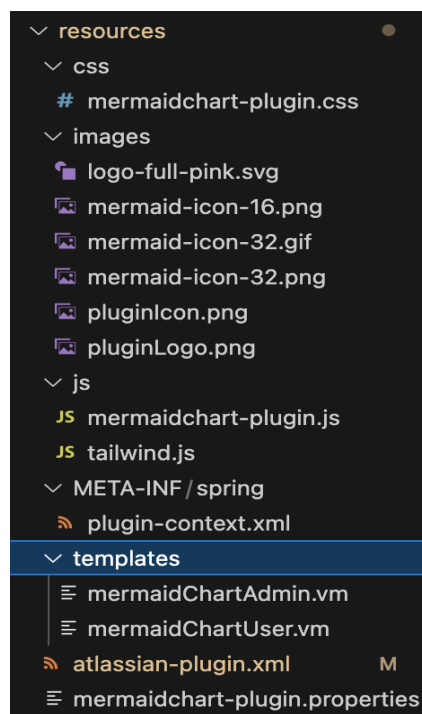 resources
css
# mermaidchart-plugin.css
images
logo-full-pink.svg
mermaid-icon-16.png
mermaid-icon-32.gif
mermaid-icon-32.png
pluginIcon.png
pluginLogo.png
js
JS mermaidchart-plugin.js
JS tailwind.js
META-INF/spring
plugin-context.xml
templates
mermaidChartAdmin.vm
mermaidChartUser.vm
atlassian-plugin.xml M
mermaidchart-plugin.properties